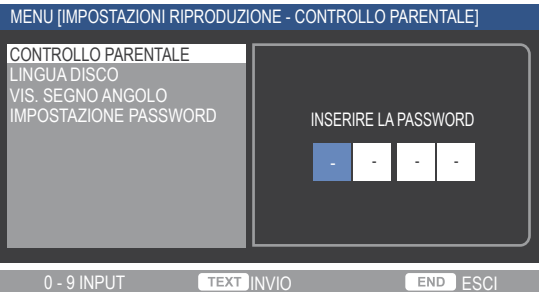 MENU [IMPOSTAZIONI RIPRODUZIONE - CONTROLLO PARENTALE]
CONTROLLO PARENTALE
LINGUA DISCO
VIS. SEGNO ANGOLO
IMPOSTAZIONE PASSWORD
INSERIRE LA PASSWORD
- - - -
0 - 9 INPUT TEXT INVIO END ESCI